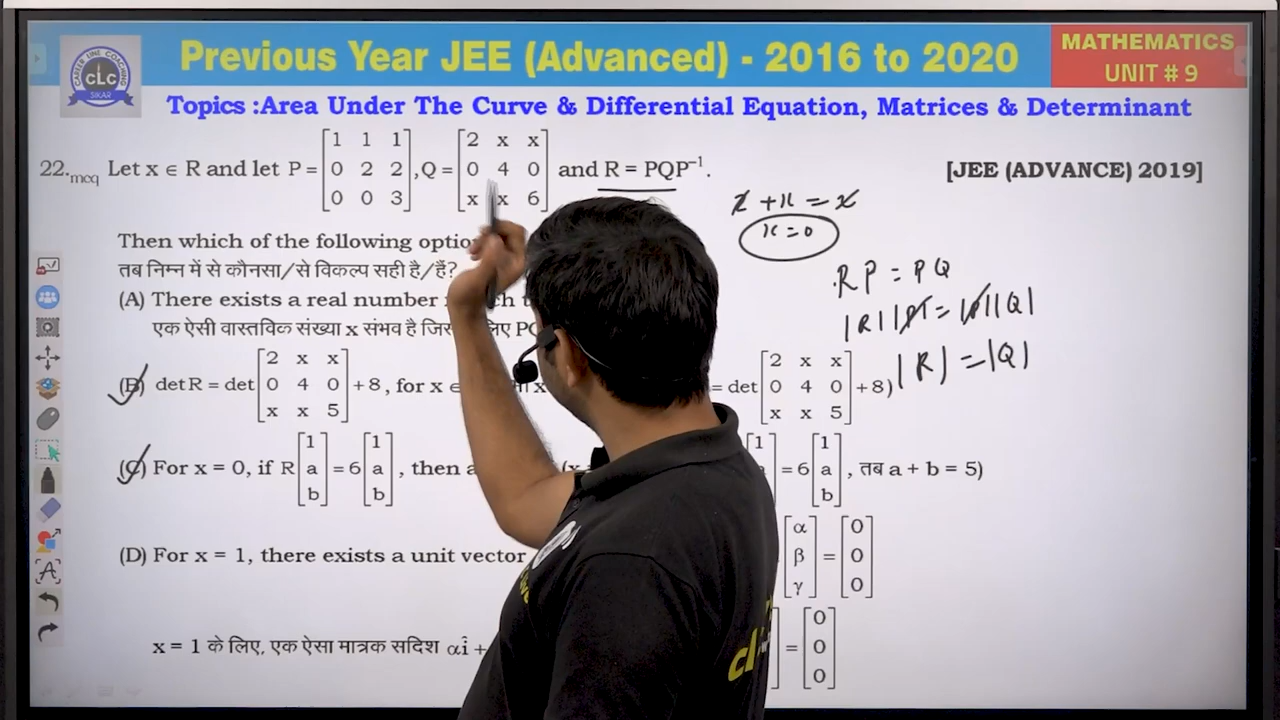 CAREER LINE COACHING
CLC
SIKAR
Previous Year JEE (Advanced) - 2016 to 2020
MATHEMATICS
UNIT # 9
Topics :Area Under The Curve & Differential Equation, Matrices & Determinant
22.mcq Let x ∈ R and let P = [1 1 1; 0 2 2; 0 0 3], Q = [2 x x; 0 4 0; x x 6] and R = PQP⁻¹. [JEE (ADVANCE) 2019]
x + x = x
x = 0
Then which of the following
तब निम्न में से कौनसा/से विकल्प सही है/हैं?
RP = PQ
(A) There exists a real number
एक ऐसी वास्तविक संख्या x संभव है
|R| |P| = |P| |Q|
|R| = |Q|
(B) det R = det [2 x x; 0 4 0; x x 5] + 8, for x ∈ = det [2 x x; 0 4 0; x x 5] + 8)
(C) For x = 0, if R [1; a; b] = 6 [1; a; b], then = 6 [1; a; b], तब a + b = 5)
(D) For x = 1, there exists a unit vector [α; β; γ] = [0; 0; 0]
x = 1 के लिए, एक ऐसा मात्रक सदिश αî + = [0; 0; 0]